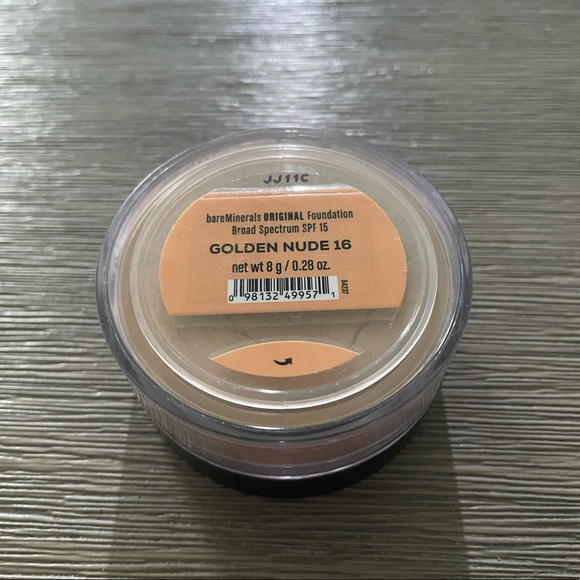 JJ11C
bareMinerals ORIGINAL Foundation
Broad Spectrum SPF 15
GOLDEN NUDE 16
net wt 8 g / 0.28 oz.
0 98132 49957 1
84237